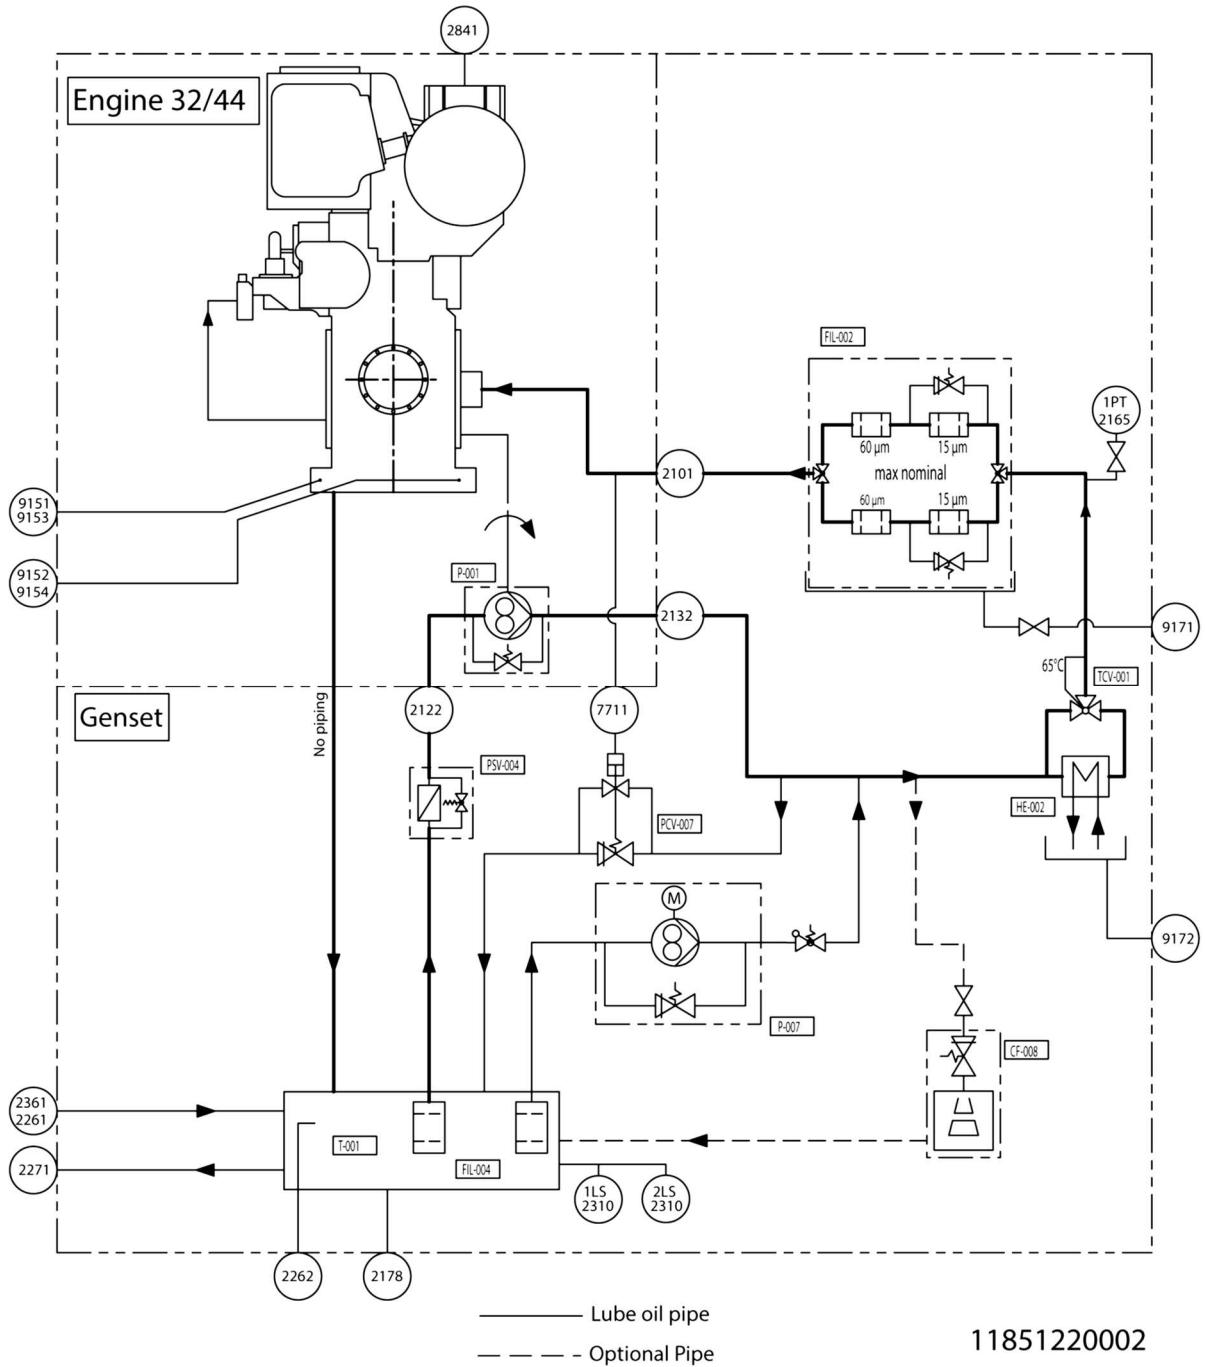 2841
Engine 32/44
FIL-002
1PT
2165
60 µm
15 µm
max nominal
2101
60 µm
15 µm
9151
9153
9152
9154
P-001
2132
9171
65°C
TCV-001
No piping
Genset
2122
7711
PSV-004
PCV-007
HE-002
M
9172
P-007
CF-008
2361
2261
T-001
FIL-004
2271
1LS
2310
2LS
2310
2262
2178
Lube oil pipe
Optional Pipe
11851220002